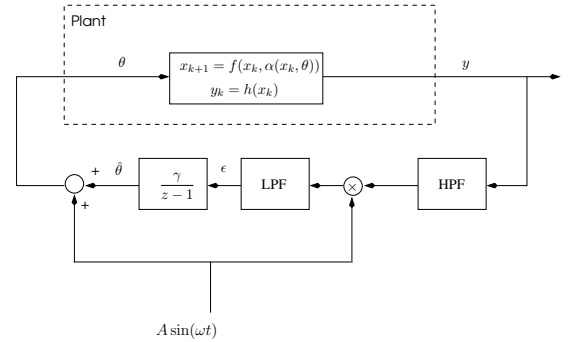 Plant
θ
x_{k+1} = f(x_k, α(x_k, θ))
y_k = h(x_k)
y
+
θ̂
γ
z − 1
ϵ
LPF
×
HPF
+
A sin(ωt)